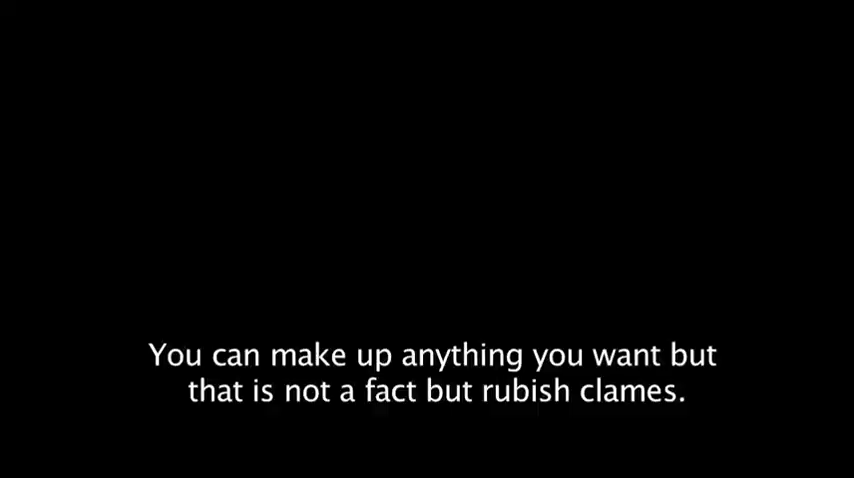 You can make up anything you want but
that is not a fact but rubish clames.